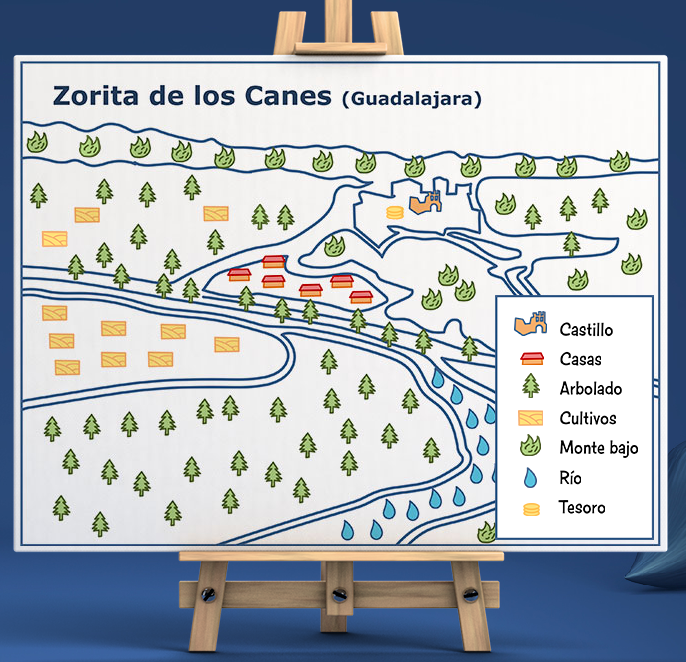 Zorita de los Canes (Guadalajara)
Castillo
Casas
Arbolado
Cultivos
Monte bajo
Río
Tesoro